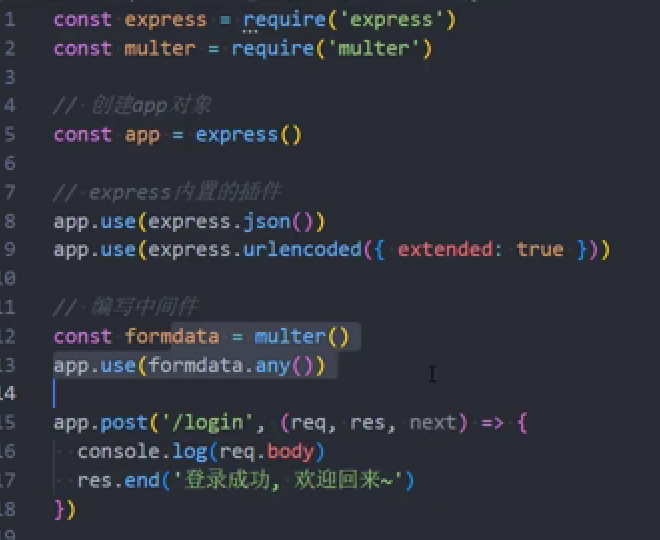 1 const express = require('express')
2 const multer = require('multer')
3
4 // 创建app对象
5 const app = express()
6
7 // express内置的插件
8 app.use(express.json())
9 app.use(express.urlencoded({ extended: true }))
10
11 // 编写中间件
12 const formdata = multer()
13 app.use(formdata.any())
14
15 app.post('/login', (req, res, next) => {
16 console.log(req.body)
17 res.end('登录成功, 欢迎回来~')
18 })
19